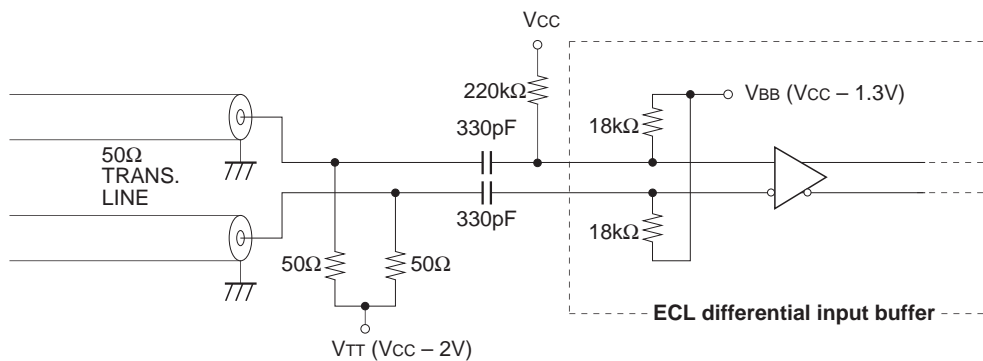 VCC
220kΩ
VBB (VCC – 1.3V)
330pF
18kΩ
50Ω
TRANS.
LINE
330pF
18kΩ
50Ω
50Ω
ECL differential input buffer
VTT (VCC – 2V)